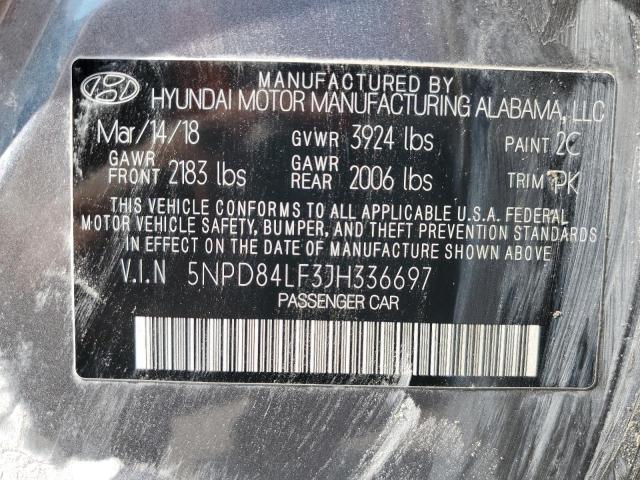 MANUFACTURED BY
HYUNDAI MOTOR MANUFACTURING ALABAMA, LLC
Mar/14/18 GVWR 3924 lbs PAINT 2C
GAWR FRONT 2183 lbs GAWR REAR 2006 lbs TRIM PK
THIS VEHICLE CONFORMS TO ALL APPLICABLE U.S.A. FEDERAL
MOTOR VEHICLE SAFETY, BUMPER, AND THEFT PREVENTION STANDARDS
IN EFFECT ON THE DATE OF MANUFACTURE SHOWN ABOVE.
V.I.N 5NPD84LF3JH336697
PASSENGER CAR